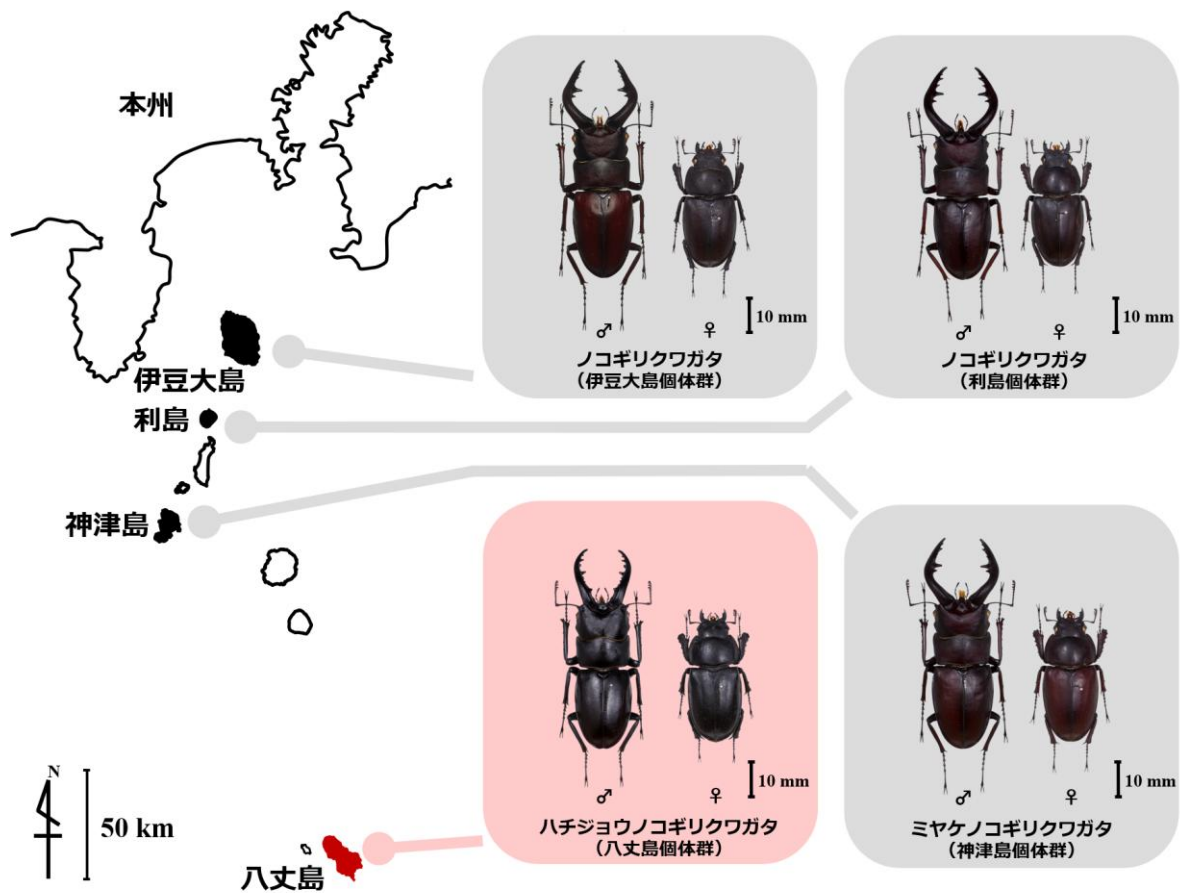 本州
伊豆大島
利島
神津島
八丈島
N
50 km
10 mm
♂ ♀
ノコギリクワガタ
(伊豆大島個体群)
10 mm
♂ ♀
ノコギリクワガタ
(利島個体群)
10 mm
♂ ♀
ハチジョウノコギリクワガタ
(八丈島個体群)
10 mm
♂ ♀
ミヤケノコギリクワガタ
(神津島個体群)